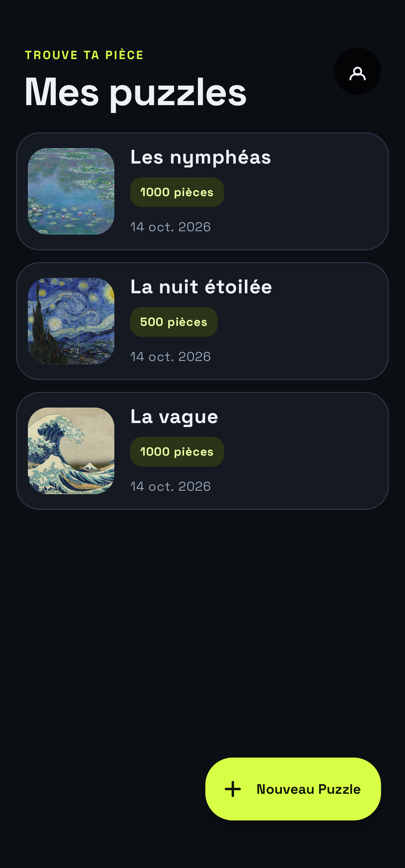 TROUVE TA PIÈCE
Mes puzzles
Les nymphéas
1000 pièces
14 oct. 2026
La nuit étoilée
500 pièces
14 oct. 2026
La vague
1000 pièces
14 oct. 2026
Nouveau Puzzle